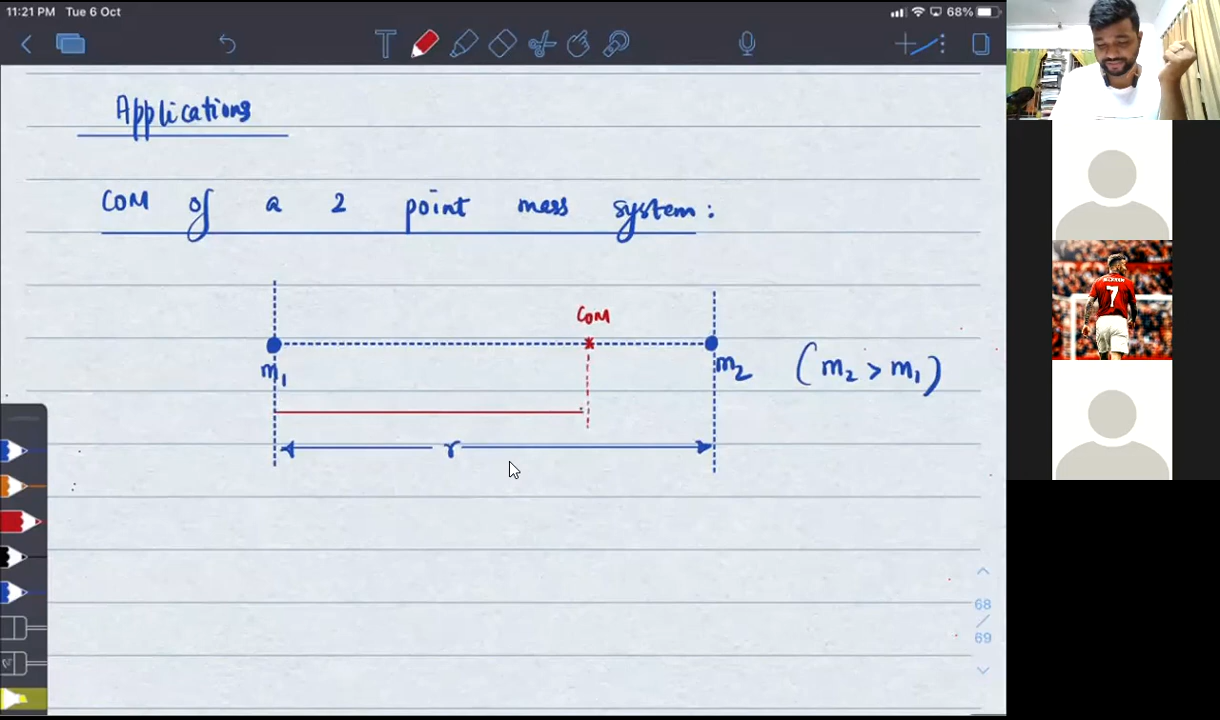 11:21 PM Tue 6 Oct 68%
T
Applications
COM of a 2 point mass system:
COM
m1 m2 (m2 > m1)
r
68
/
69
7